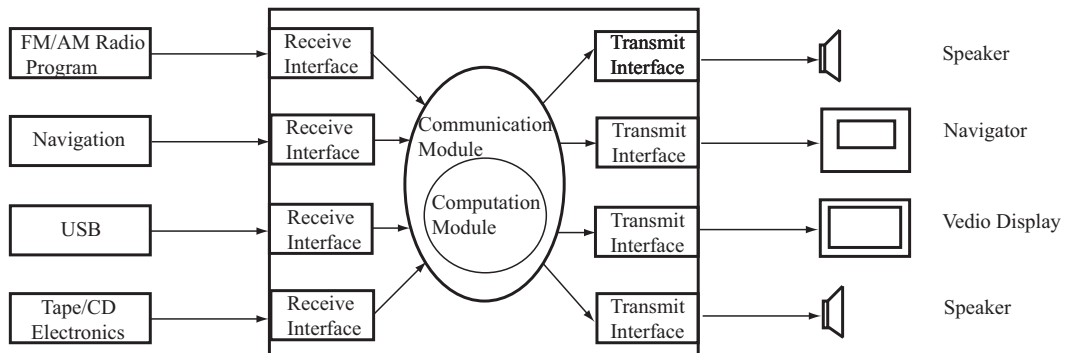 FM/AM Radio
Program
Receive
Interface
Transmit
Interface
Speaker
Navigation
Receive
Interface
Communication
Module
Transmit
Interface
Navigator
USB
Receive
Interface
Computation
Module
Transmit
Interface
Vedio Display
Tape/CD
Electronics
Receive
Interface
Transmit
Interface
Speaker